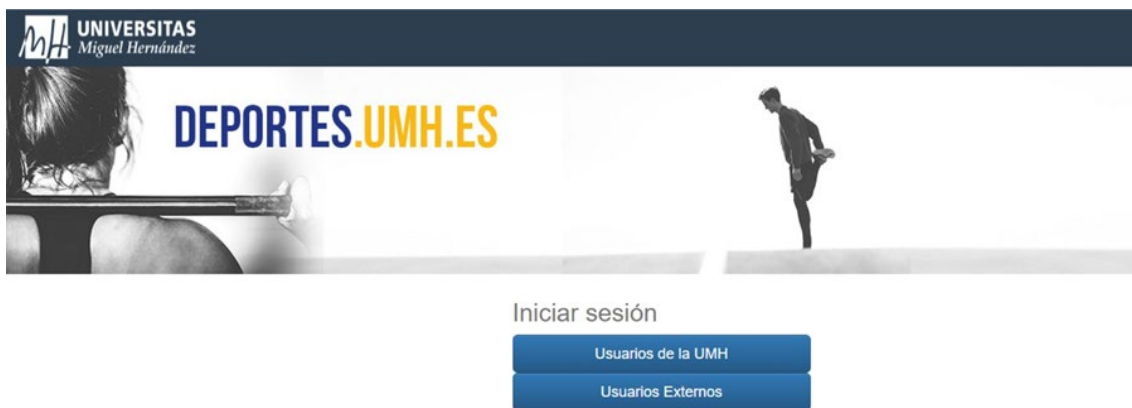 UNIVERSITAS
Miguel Hernández
DEPORTES.UMH.ES
Iniciar sesión
Usuarios de la UMH
Usuarios Externos